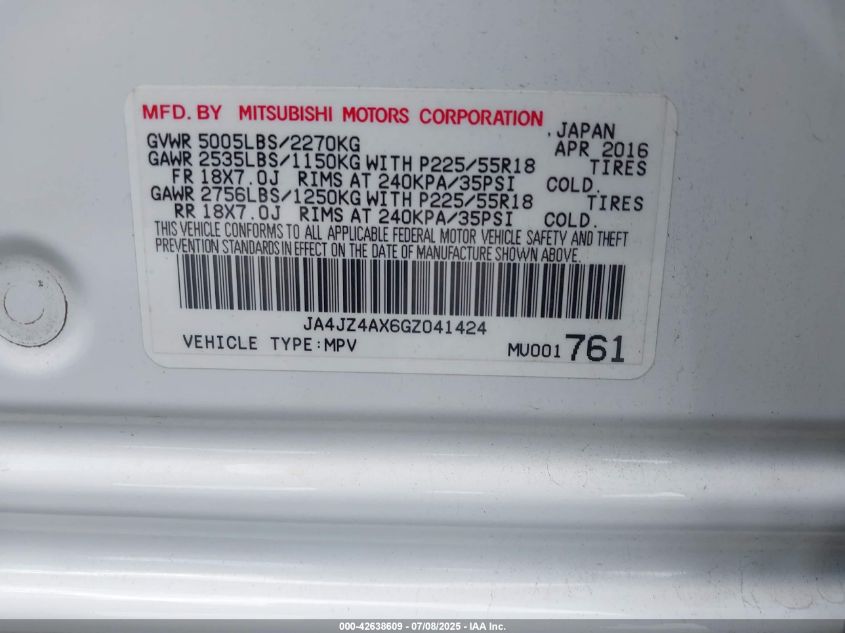 MFD. BY MITSUBISHI MOTORS CORPORATION, JAPAN
GVWR 5005LBS/2270KG APR 2016
GAWR 2535LBS/1150KG WITH P225/55R18 TIRES
FR 18X7.0J RIMS AT 240KPA/35PSI COLD.
GAWR 2756LBS/1250KG WITH P225/55R18 TIRES
RR 18X7.0J RIMS AT 240KPA/35PSI COLD.
THIS VEHICLE CONFORMS TO ALL APPLICABLE FEDERAL MOTOR VEHICLE SAFETY AND THEFT
PREVENTION STANDARDS IN EFFECT ON THE DATE OF MANUFACTURE SHOWN ABOVE.
JA4JZ4AX6GZ041424
VEHICLE TYPE:MPV MU001 761
000-42638609 - 07/08/2025 - IAA Inc.